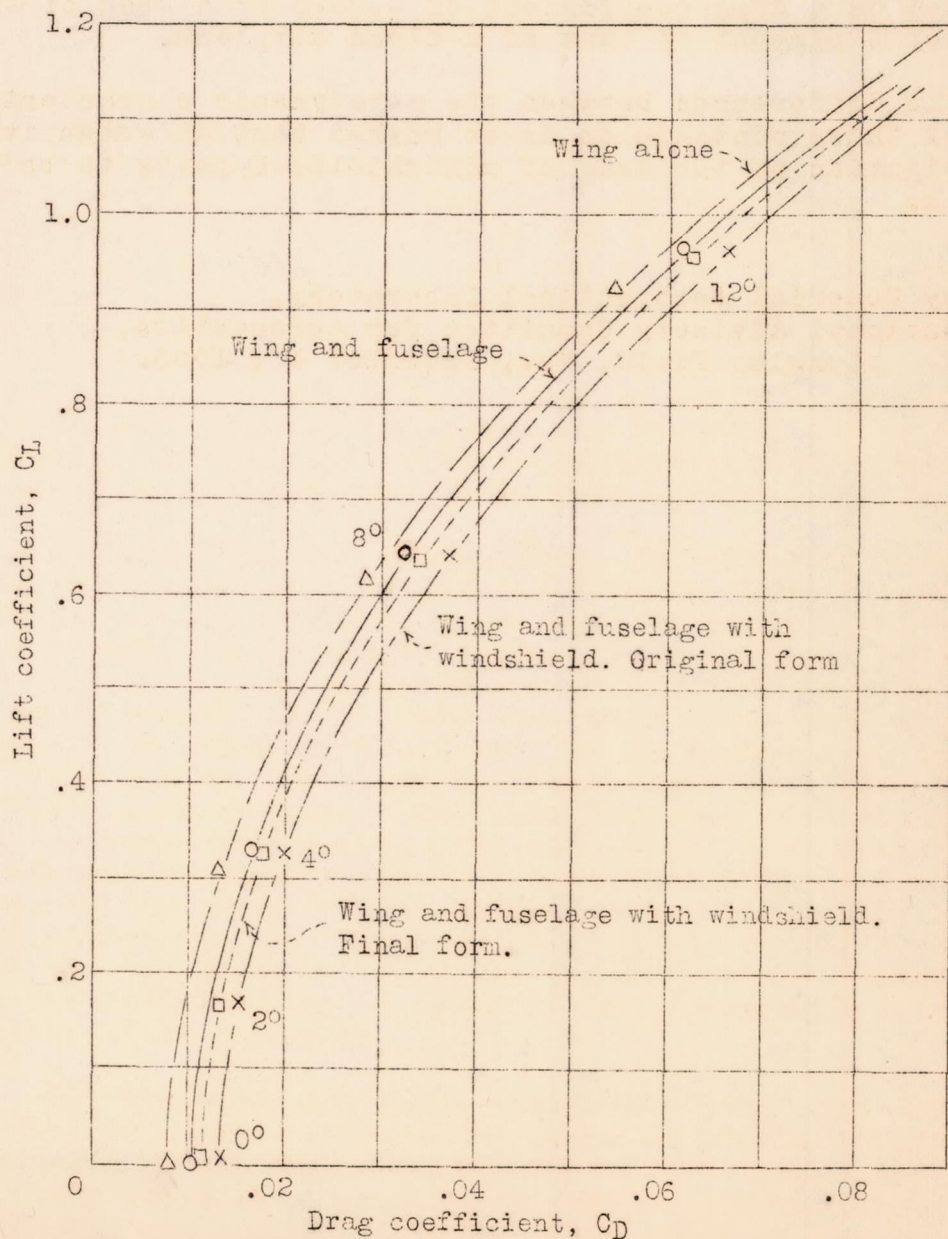 1.2
Wing alone
1.0
12°
Wing and fuselage
.8
Lift coefficient, CL
8°
.6
Wing and fuselage with
windshield. Original form
.4
4°
Wing and fuselage with windshield.
Final form.
.2
2°
0°
0
.02
.04
.06
.08
Drag coefficient, CD